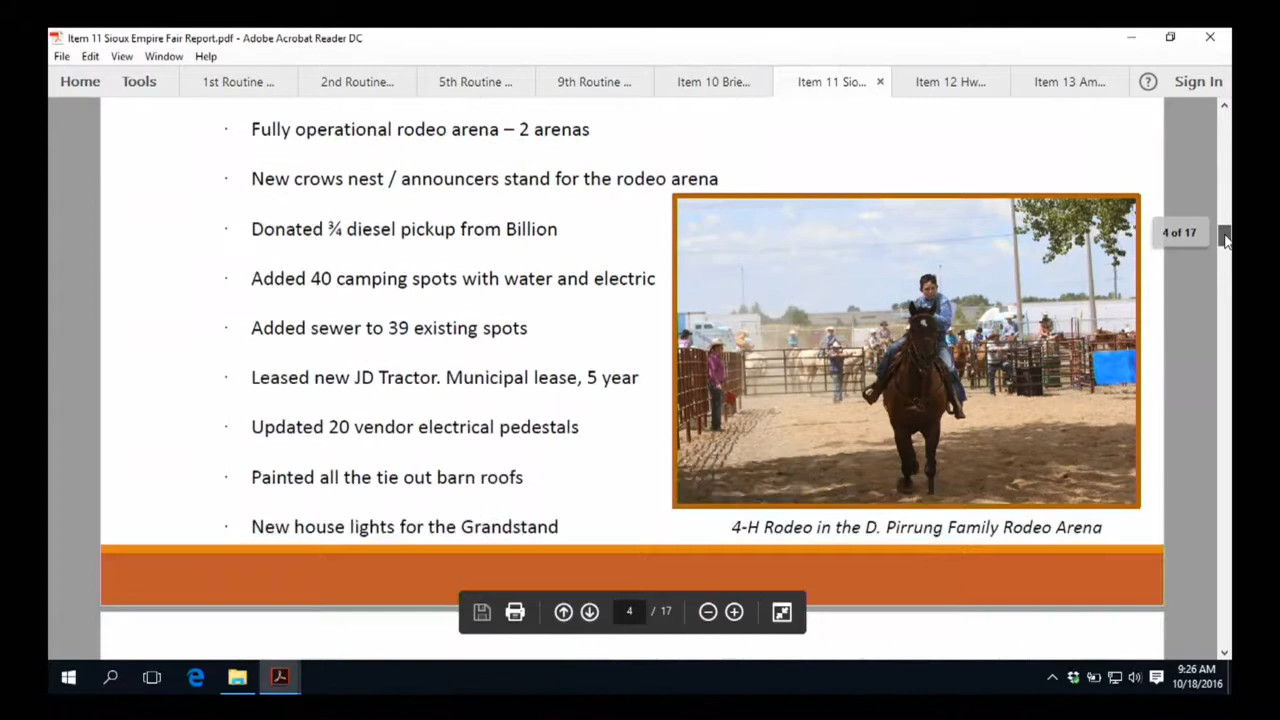 Item 11 Sioux Empire Fair Report.pdf - Adobe Acrobat Reader DC
File Edit View Window Help
Home Tools 1st Routine ... 2nd Routine... 5th Routine ... 9th Routine ... Item 10 Brie... Item 11 Sio... × Item 12 Hw... Item 13 Am... ? Sign In
· Fully operational rodeo arena – 2 arenas
· New crows nest / announcers stand for the rodeo arena
· Donated ¾ diesel pickup from Billion
4 of 17
· Added 40 camping spots with water and electric
· Added sewer to 39 existing spots
· Leased new JD Tractor. Municipal lease, 5 year
· Updated 20 vendor electrical pedestals
· Painted all the tie out barn roofs
· New house lights for the Grandstand
4-H Rodeo in the D. Pirrung Family Rodeo Arena
4 / 17
9:26 AM
10/18/2016